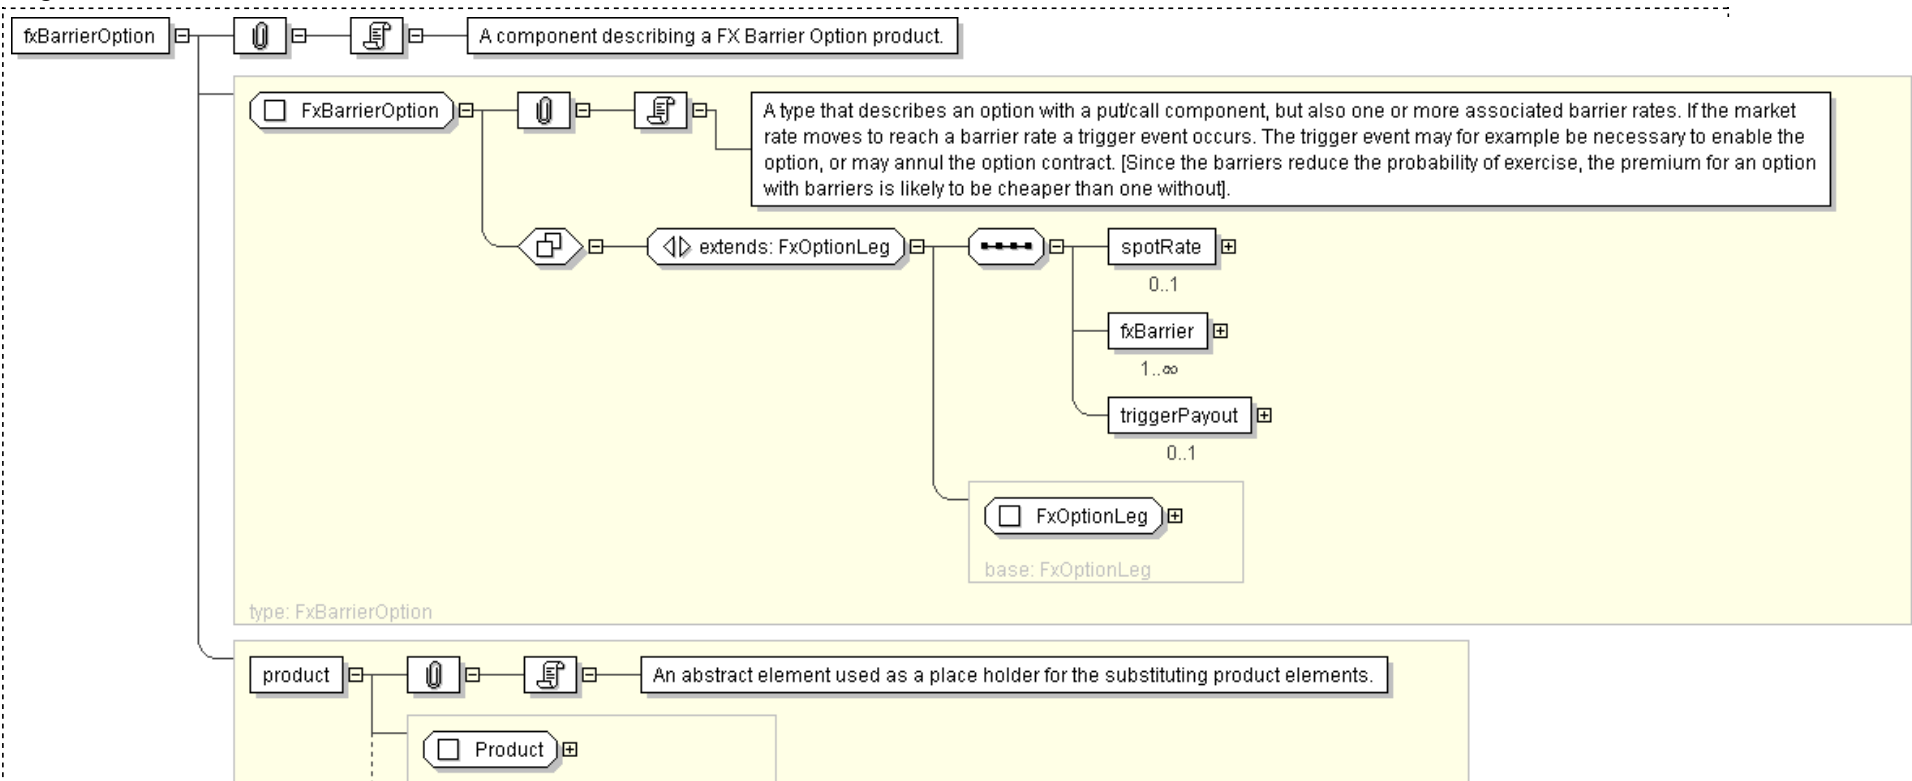 fxBarrierOption
A component describing a FX Barrier Option product.
FxBarrierOption
A type that describes an option with a put/call component, but also one or more associated barrier rates. If the market
rate moves to reach a barrier rate a trigger event occurs. The trigger event may for example be necessary to enable the
option, or may annul the option contract. [Since the barriers reduce the probability of exercise, the premium for an option
with barriers is likely to be cheaper than one without].
extends: FxOptionLeg
spotRate
0..1
fxBarrier
1..∞
triggerPayout
0..1
FxOptionLeg
base: FxOptionLeg
type: FxBarrierOption
product
An abstract element used as a place holder for the substituting product elements.
Product